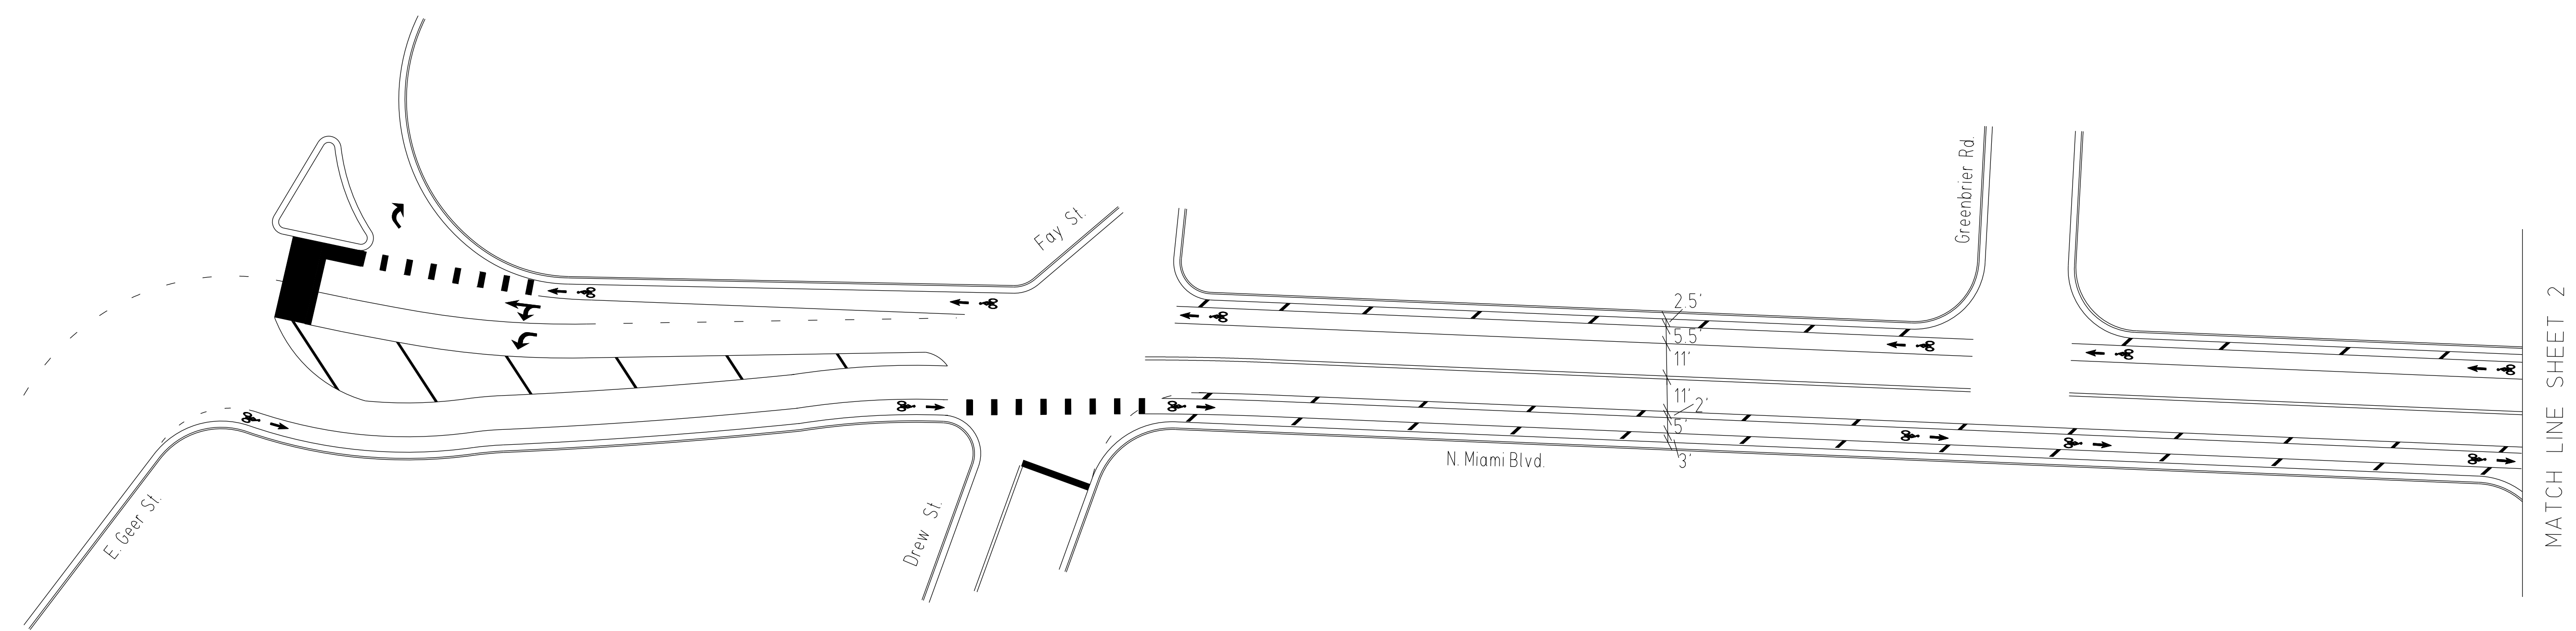 Fay St.
Greenbrier Rd.
2.5'
5.5'
11'
11'
2'
5'
3'
N. Miami Blvd.
E. Geer St.
Drew St.
MATCH LINE SHEET 2